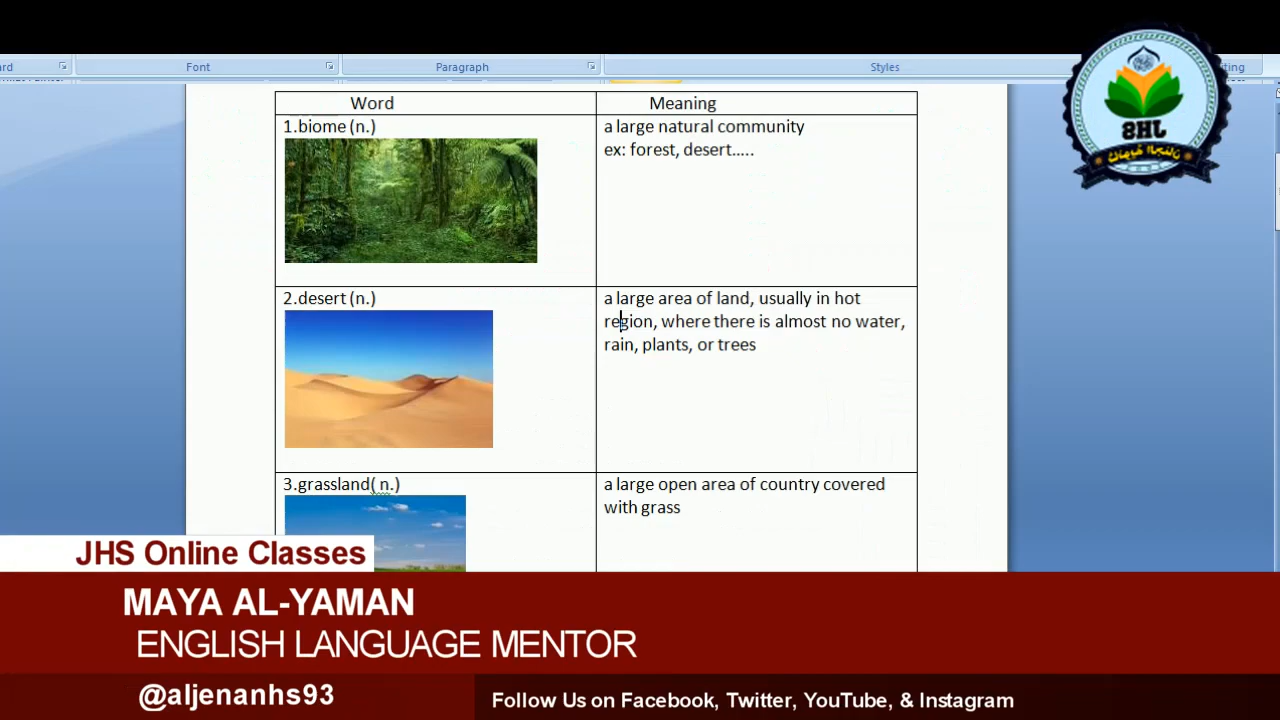 Font
Paragraph
Styles
Word Meaning
1.biome (n.)
a large natural community
ex: forest, desert.....
2.desert (n.)
a large area of land, usually in hot
region, where there is almost no water,
rain, plants, or trees
3.grassland( n.)
a large open area of country covered
with grass
JHS Online Classes
MAYA AL-YAMAN
ENGLISH LANGUAGE MENTOR
@aljenanhs93
Follow Us on Facebook, Twitter, YouTube, & Instagram